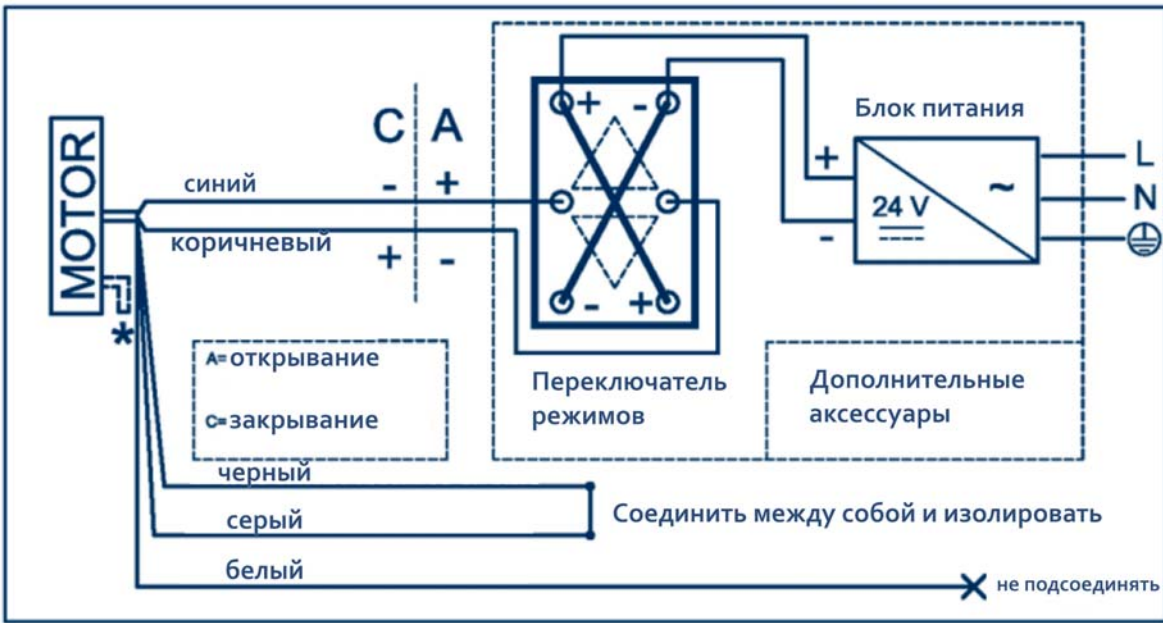 Блок питания
MOTOR
C A
синий
- +
коричневый
+ -
+ -
- +
+
-
24 V
~
L
N
*
A= открывание
C= закрывание
Переключатель
режимов
Дополнительные
аксессуары
черный
серый
Соединить между собой и изолировать
белый
не подсоединять